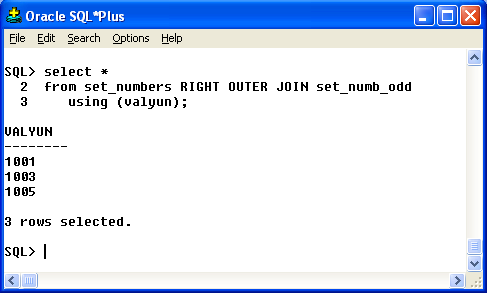 Oracle SQL*Plus
File Edit Search Options Help
SQL> select *
2 from set_numbers RIGHT OUTER JOIN set_numb_odd
3 using (valyun);
VALYUN
--------
1001
1003
1005
3 rows selected.
SQL>